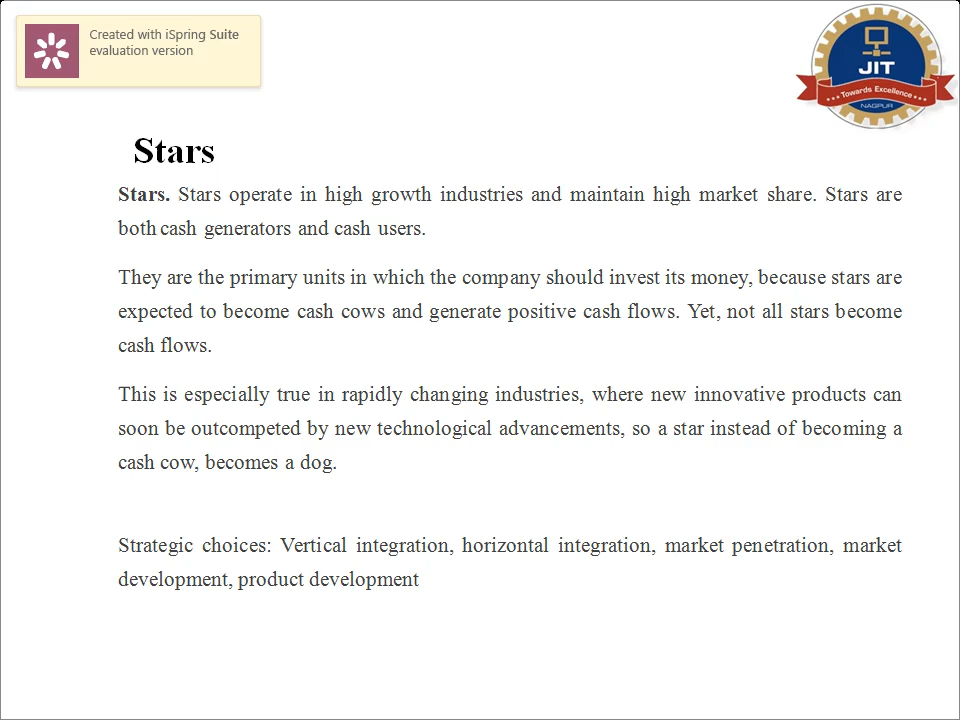 Created with iSpring Suite
evaluation version
JIT
Towards Excellence
NAGPUR
Stars
Stars. Stars operate in high growth industries and maintain high market share. Stars are
both cash generators and cash users.
They are the primary units in which the company should invest its money, because stars are
expected to become cash cows and generate positive cash flows. Yet, not all stars become
cash flows.
This is especially true in rapidly changing industries, where new innovative products can
soon be outcompeted by new technological advancements, so a star instead of becoming a
cash cow, becomes a dog.
Strategic choices: Vertical integration, horizontal integration, market penetration, market
development, product development